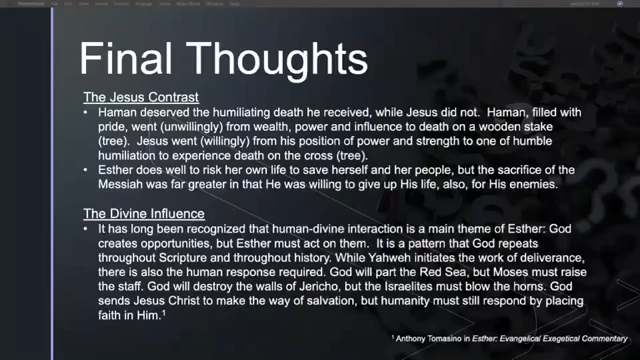 Final Thoughts
The Jesus Contrast
• Haman deserved the humiliating death he received, while Jesus did not. Haman, filled with
pride, went (unwillingly) from wealth, power and influence to death on a wooden stake
(tree). Jesus went (willingly) from his position of power and strength to one of humble
humiliation to experience death on the cross (tree).
• Esther does well to risk her own life to save herself and her people, but the sacrifice of the
Messiah was far greater in that He was willing to give up His life, also, for His enemies.
The Divine Influence
• It has long been recognized that human-divine interaction is a main theme of Esther: God
creates opportunities, but Esther must act on them. It is a pattern that God repeats
throughout Scripture and throughout history. While Yahweh initiates the work of deliverance,
there is also the human response required. God will part the Red Sea, but Moses must raise
the staff. God will destroy the walls of Jericho, but the Israelites must blow the horns. God
sends Jesus Christ to make the way of salvation, but humanity must still respond by placing
faith in Him.¹
¹ Anthony Tomasino in Esther: Evangelical Exegetical Commentary